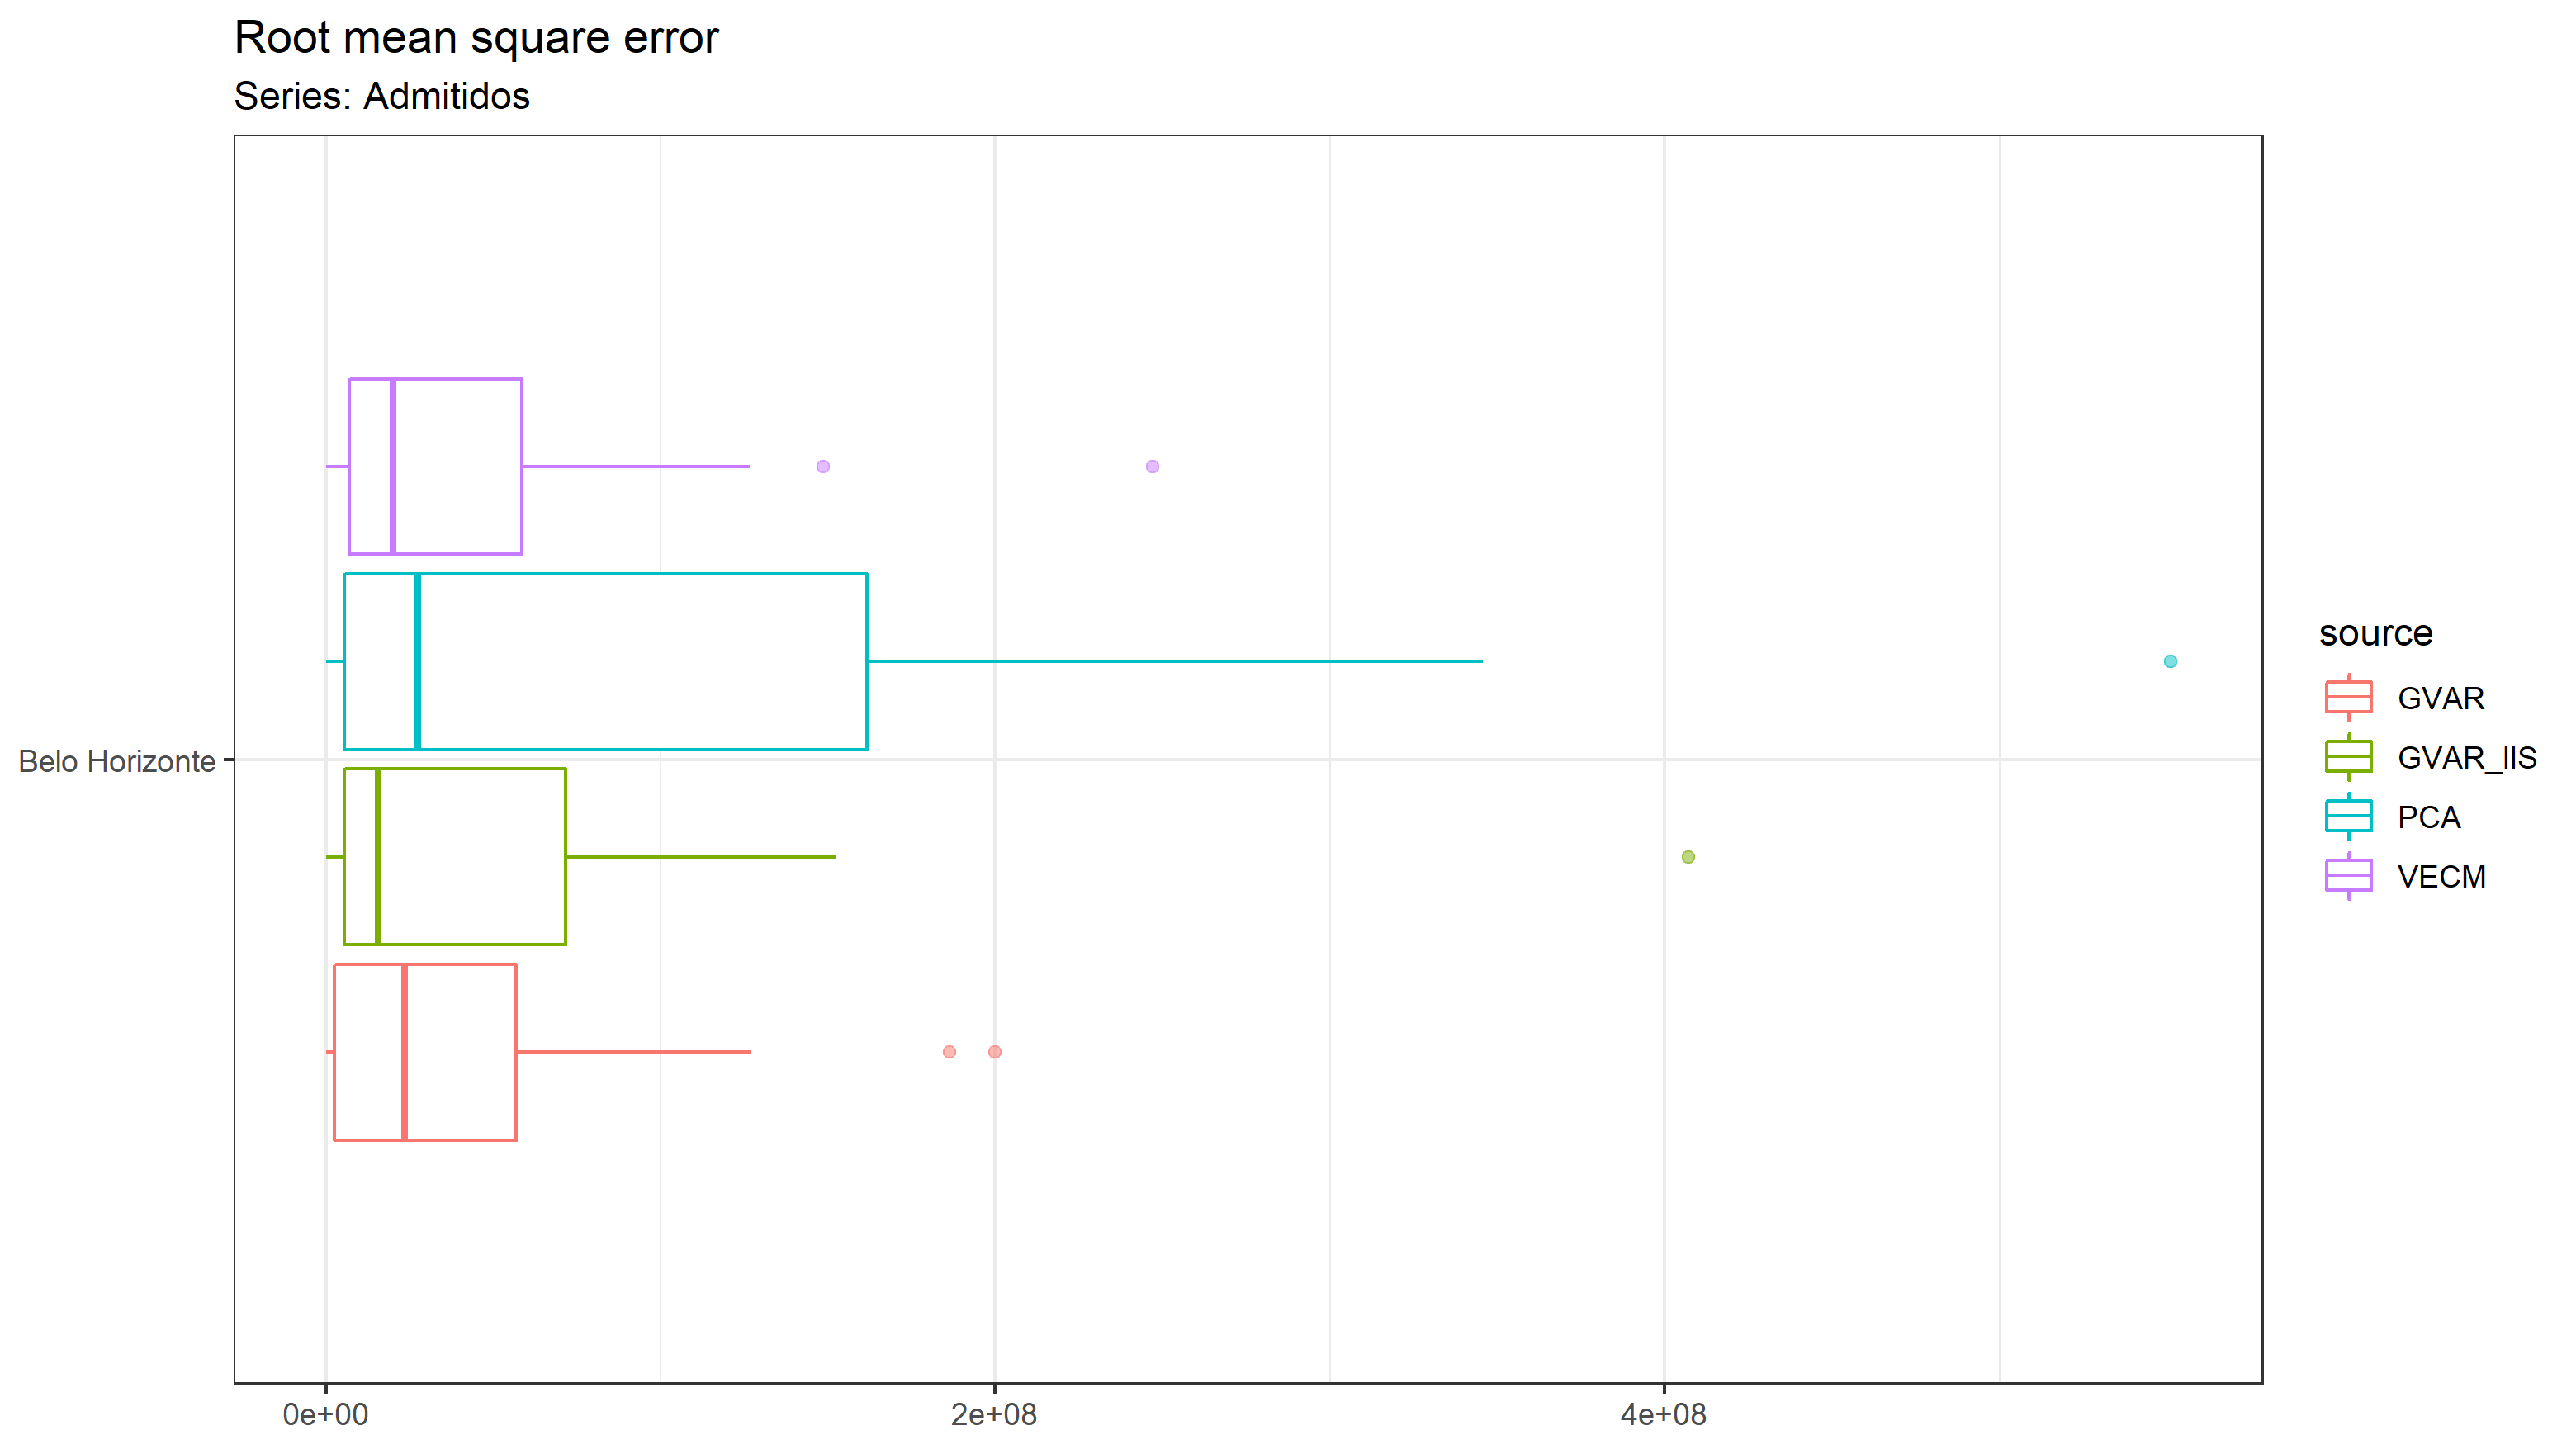 Root mean square error
Series: Admitidos
Belo Horizonte
0e+00
2e+08
4e+08
source
GVAR
GVAR_IIS
PCA
VECM